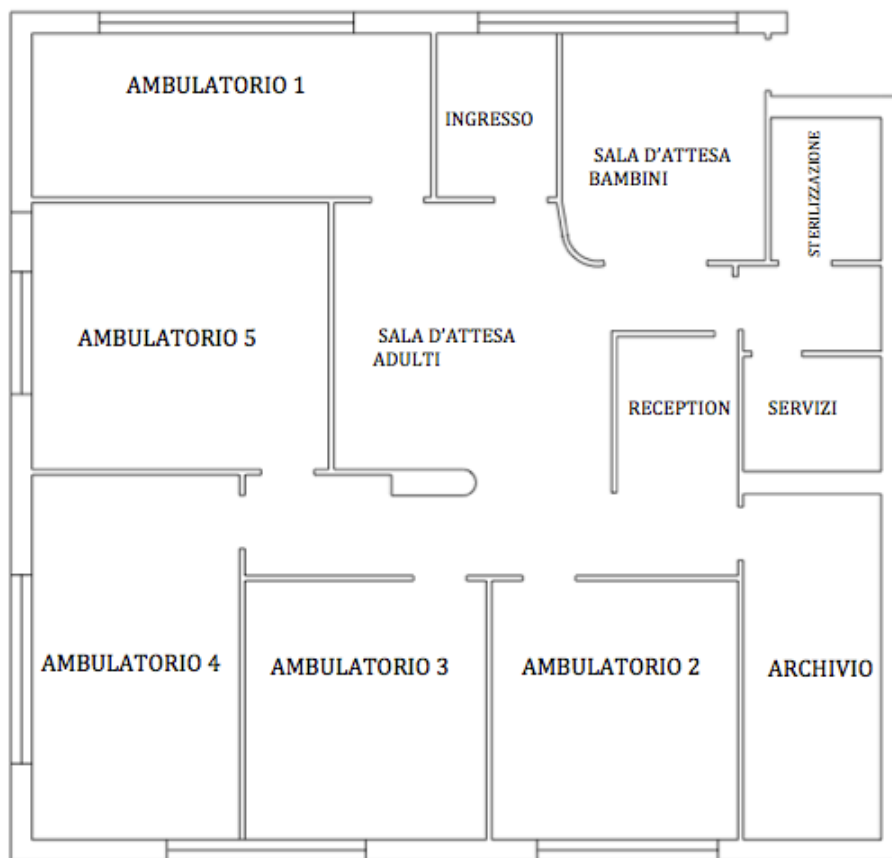 AMBULATORIO 1
INGRESSO
SALA D'ATTESA
BAMBINI
STERILIZZAZIONE
AMBULATORIO 5
SALA D'ATTESA
ADULTI
RECEPTION
SERVIZI
AMBULATORIO 4
AMBULATORIO 3
AMBULATORIO 2
ARCHIVIO